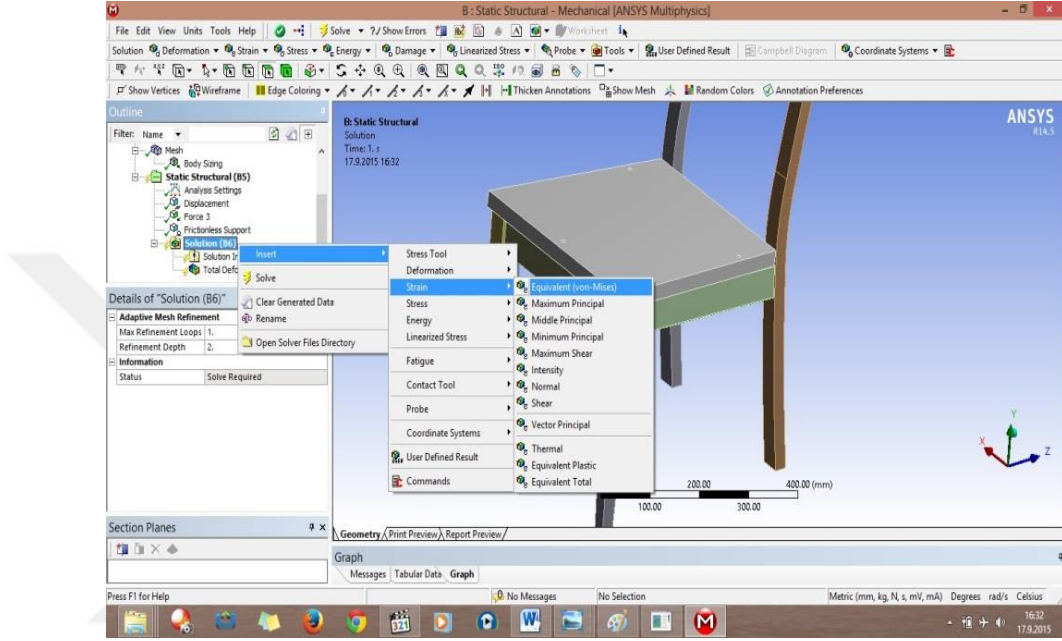 B : Static Structural - Mechanical [ANSYS Multiphysics]
File Edit View Units Tools Help Solve ?/ Show Errors Worksheet
Solution Deformation Strain Stress Energy Damage Linearized Stress Probe Tools User Defined Result Campbell Diagram Coordinate Systems
Show Vertices Wireframe Edge Coloring Thicken Annotations Show Mesh Random Colors Annotation Preferences
Outline
Filter: Name
Mesh
Body Sizing
Static Structural (B5)
Analysis Settings
Displacement
Force 3
Frictionless Support
Solution (B6)
Solution In
Total Defo
Insert
Solve
Clear Generated Data
Rename
Open Solver Files Directory
Stress Tool
Deformation
Strain
Stress
Energy
Linearized Stress
Fatigue
Contact Tool
Probe
Coordinate Systems
User Defined Result
Commands
Equivalent (von-Mises)
Maximum Principal
Middle Principal
Minimum Principal
Maximum Shear
Intensity
Normal
Shear
Vector Principal
Thermal
Equivalent Plastic
Equivalent Total
Details of "Solution (B6)"
Adaptive Mesh Refinement
Max Refinement Loops 1.
Refinement Depth 2.
Information
Status Solve Required
B: Static Structural
Solution
Time: 1. s
17.9.2015 16:32
ANSYS
R14.5
Y
X
Z
200.00 400.00 (mm)
100.00 300.00
Section Planes
Geometry Print Preview Report Preview
Graph
Messages Tabular Data Graph
Press F1 for Help No Messages No Selection Metric (mm, kg, N, s, mV, mA) Degrees rad/s Celsius
16:32
17.9.2015